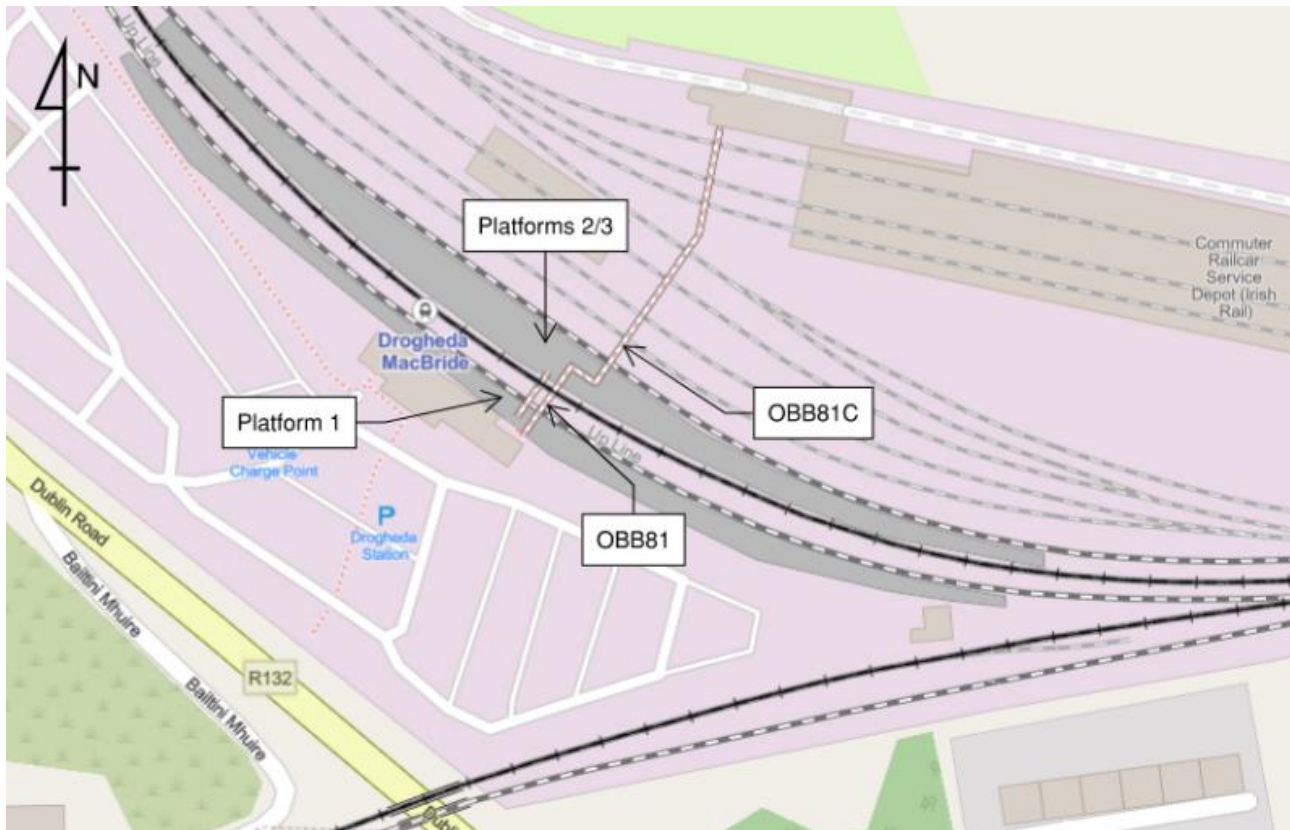 Up Line
N
Platforms 2/3
Commuter
Railcar
Service
Depot (Irish
Rail)
Drogheda
MacBride
OBB81C
Platform 1
Up Line
Vehicle
Charge Point
P
Drogheda
Station
OBB81
Dublin Road
Bailtini Mhuire
R132
Bailtini Mhuire